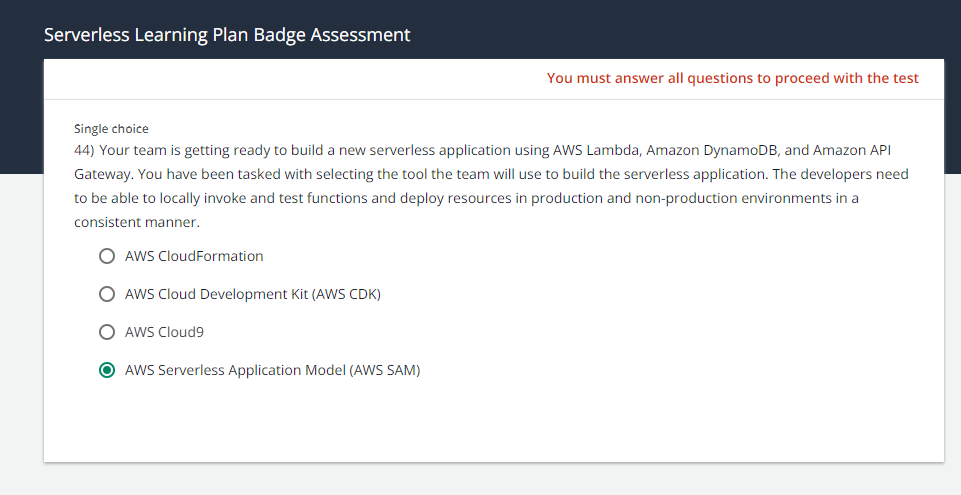 Serverless Learning Plan Badge Assessment
You must answer all questions to proceed with the test
Single choice
44) Your team is getting ready to build a new serverless application using AWS Lambda, Amazon DynamoDB, and Amazon API
Gateway. You have been tasked with selecting the tool the team will use to build the serverless application. The developers need
to be able to locally invoke and test functions and deploy resources in production and non-production environments in a
consistent manner.
AWS CloudFormation
AWS Cloud Development Kit (AWS CDK)
AWS Cloud9
AWS Serverless Application Model (AWS SAM)